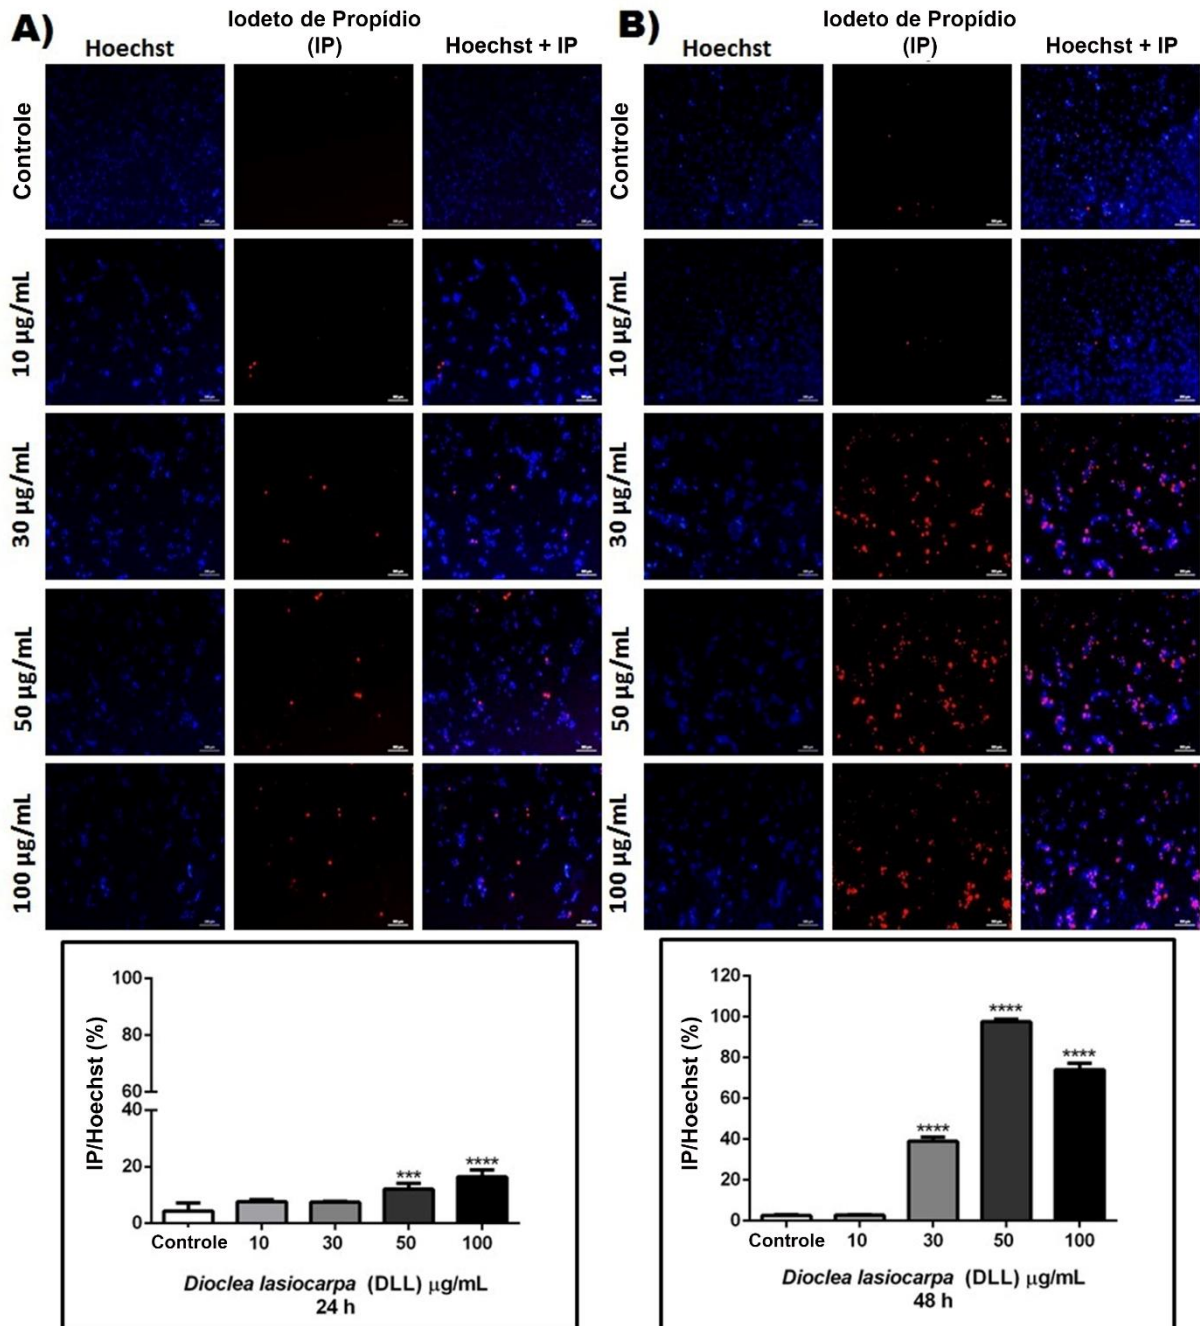 A)
Hoechst
Iodeto de Propídio
(IP)
Hoechst + IP
Controle
10 µg/mL
30 µg/mL
50 µg/mL
100 µg/mL
IP/Hoechst (%)
100
80
60
40
20
0
***
****
Controle 10 30 50 100
Dioclea lasiocarpa (DLL) µg/mL
24 h
B)
Hoechst
Iodeto de Propídio
(IP)
Hoechst + IP
Controle
10 µg/mL
30 µg/mL
50 µg/mL
100 µg/mL
IP/Hoechst (%)
120
100
80
60
40
20
0
****
****
****
Controle 10 30 50 100
Dioclea lasiocarpa (DLL) µg/mL
48 h